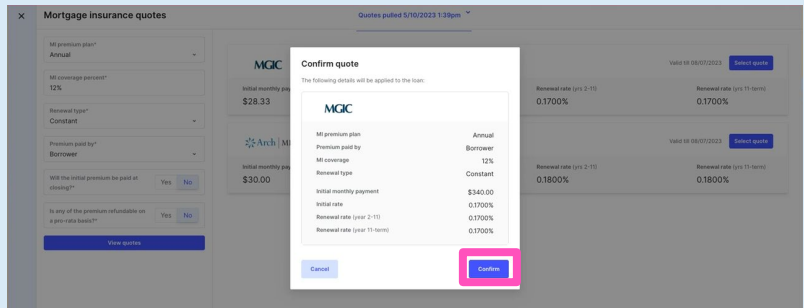 × Mortgage insurance quotes
Quotes pulled 5/10/2023 1:39pm
MI premium plan*
Annual
MI coverage percent*
12%
Renewal type*
Constant
Premium paid by*
Borrower
Will the initial premium be paid at closing?*
Yes No
Is any of the premium refundable on a pro-rata basis?*
Yes No
View quotes
MGIC
Valid till 08/07/2023 Select quote
Initial monthly pay
Renewal rate (yrs 2-11)
Renewal rate (yrs 11-term)
$28.33
0.1700%
0.1700%
Arch | MI
Valid till 08/07/2023 Select quote
Initial monthly pay
Renewal rate (yrs 2-11)
Renewal rate (yrs 11-term)
$30.00
0.1800%
0.1800%
Confirm quote
The following details will be applied to the loan:
MGIC
MI premium plan Annual
Premium paid by Borrower
MI coverage 12%
Renewal type Constant
Initial monthly payment $340.00
Initial rate 0.1700%
Renewal rate (year 2-11) 0.1700%
Renewal rate (year 11-term) 0.1700%
Cancel Confirm